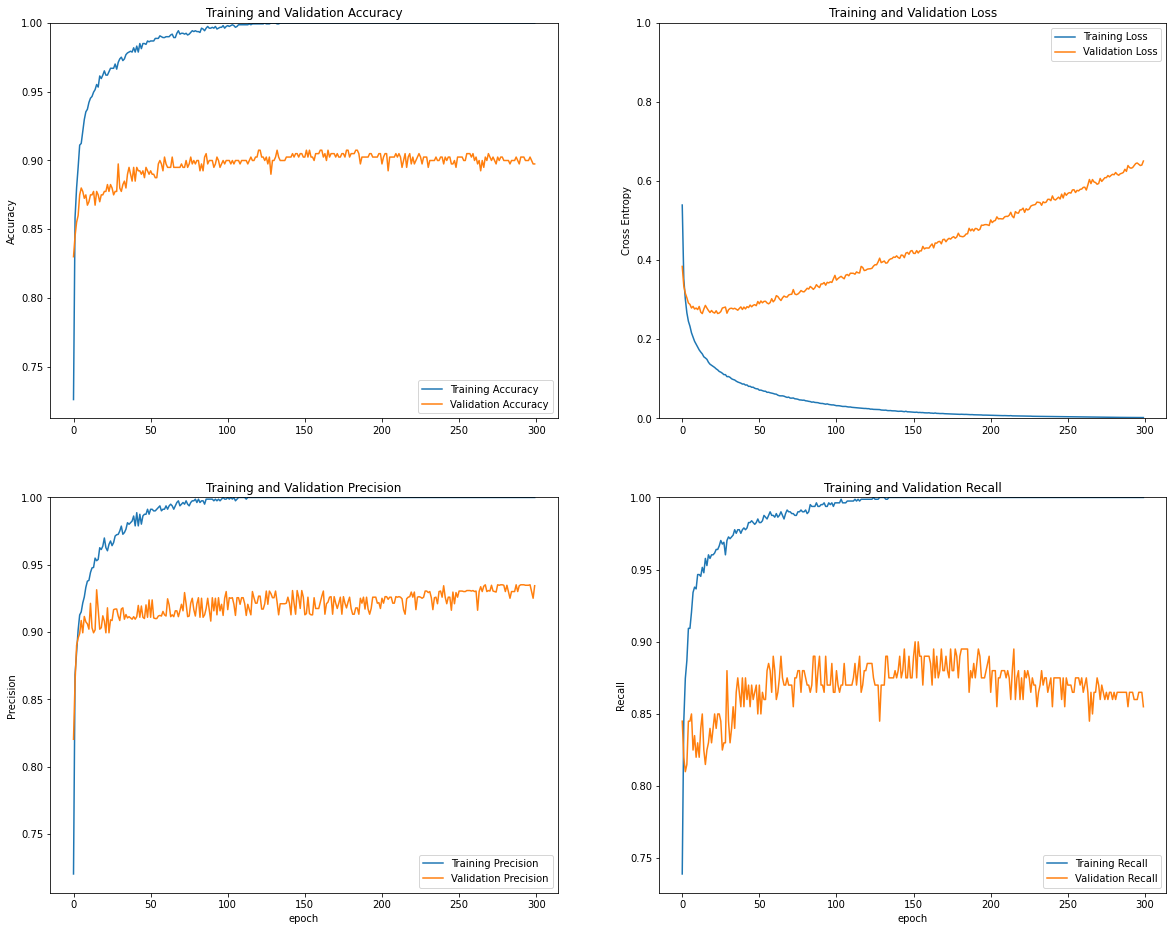 Training and Validation Accuracy
1.00
0.95
0.90
0.85
0.80
0.75
Accuracy
0 50 100 150 200 250 300
Training Accuracy
Validation Accuracy
Training and Validation Loss
1.0
0.8
0.6
0.4
0.2
0.0
Cross Entropy
0 50 100 150 200 250 300
Training Loss
Validation Loss
Training and Validation Precision
1.00
0.95
0.90
0.85
0.80
0.75
Precision
0 50 100 150 200 250 300
epoch
Training Precision
Validation Precision
Training and Validation Recall
1.00
0.95
0.90
0.85
0.80
0.75
Recall
0 50 100 150 200 250 300
epoch
Training Recall
Validation Recall